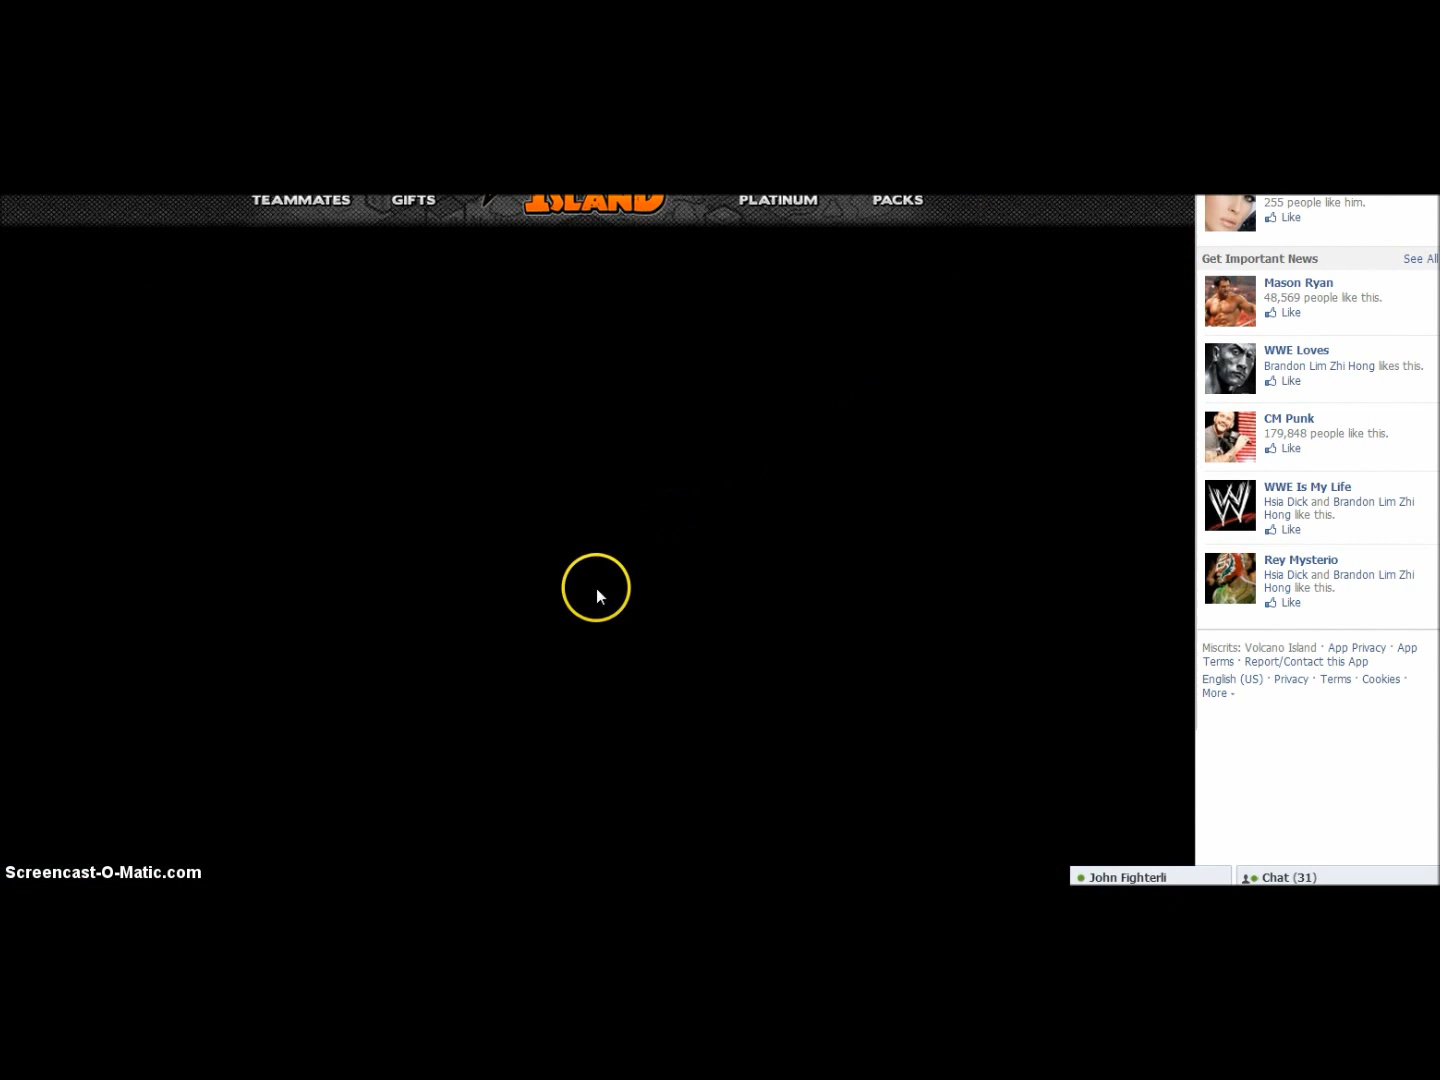 TEAMMATES GIFTS ISLAND PLATINUM PACKS
255 people like him.
Like
Get Important News See All
Mason Ryan
48,569 people like this.
Like
WWE Loves
Brandon Lim Zhi Hong likes this.
Like
CM Punk
179,848 people like this.
Like
WWE Is My Life
Hsia Dick and Brandon Lim Zhi
Hong like this.
Like
Rey Mysterio
Hsia Dick and Brandon Lim Zhi
Hong like this.
Like
Miscrits: Volcano Island · App Privacy · App
Terms · Report/Contact this App
English (US) · Privacy · Terms · Cookies ·
More
Screencast-O-Matic.com
John Fighterli Chat (31)